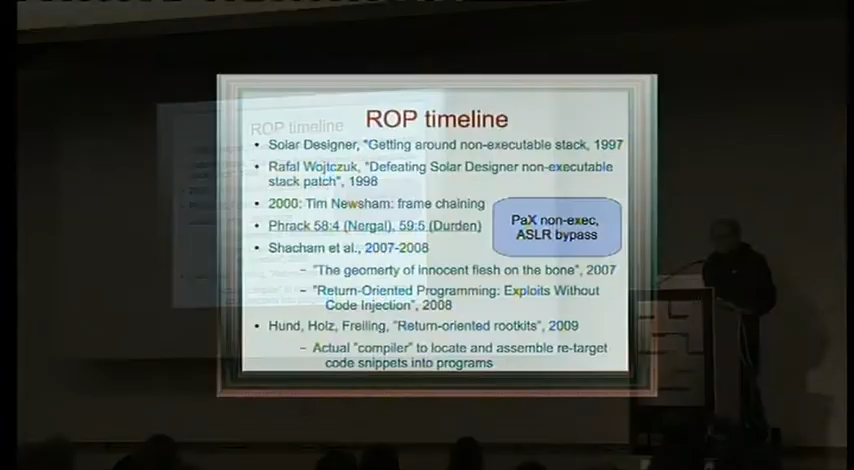 ROP timeline
Solar Designer, "Getting around non-executable stack, 1997
Rafal Wojtczuk, "Defeating Solar Designer non-executable
stack patch", 1998
2000: Tim Newsham: frame chaining
Phrack 58:4 (Nergal), 59:5 (Durden)
PaX non-exec,
ASLR bypass
Shacham et al., 2007-2008
– "The geomerty of innocent flesh on the bone", 2007
– "Return-Oriented Programming: Exploits Without
Code Injection", 2008
Hund, Holz, Freiling, "Return-oriented rootkits", 2009
– Actual "compiler" to locate and assemble re-target
code snippets into programs
ROP timeline